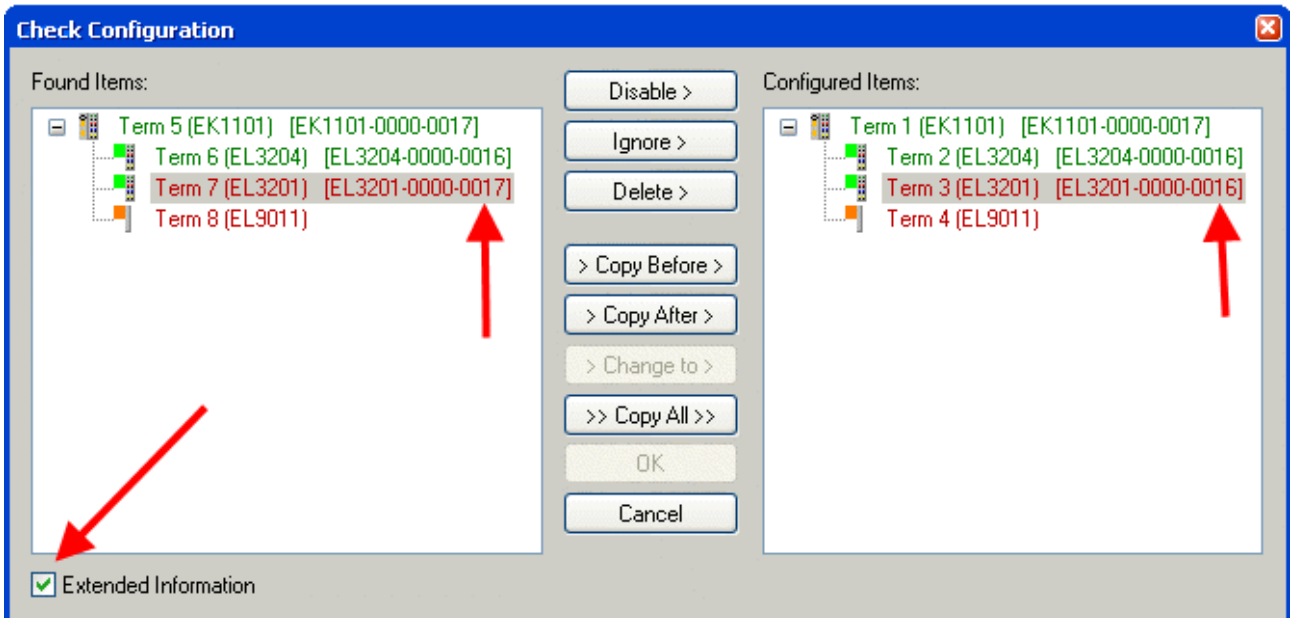 Check Configuration
Found Items:
Term 5 (EK1101) [EK1101-0000-0017]
Term 6 (EL3204) [EL3204-0000-0016]
Term 7 (EL3201) [EL3201-0000-0017]
Term 8 (EL9011)
Disable >
Ignore >
Delete >
> Copy Before >
> Copy After >
> Change to >
>> Copy All >>
OK
Cancel
Configured Items:
Term 1 (EK1101) [EK1101-0000-0017]
Term 2 (EL3204) [EL3204-0000-0016]
Term 3 (EL3201) [EL3201-0000-0016]
Term 4 (EL9011)
Extended Information